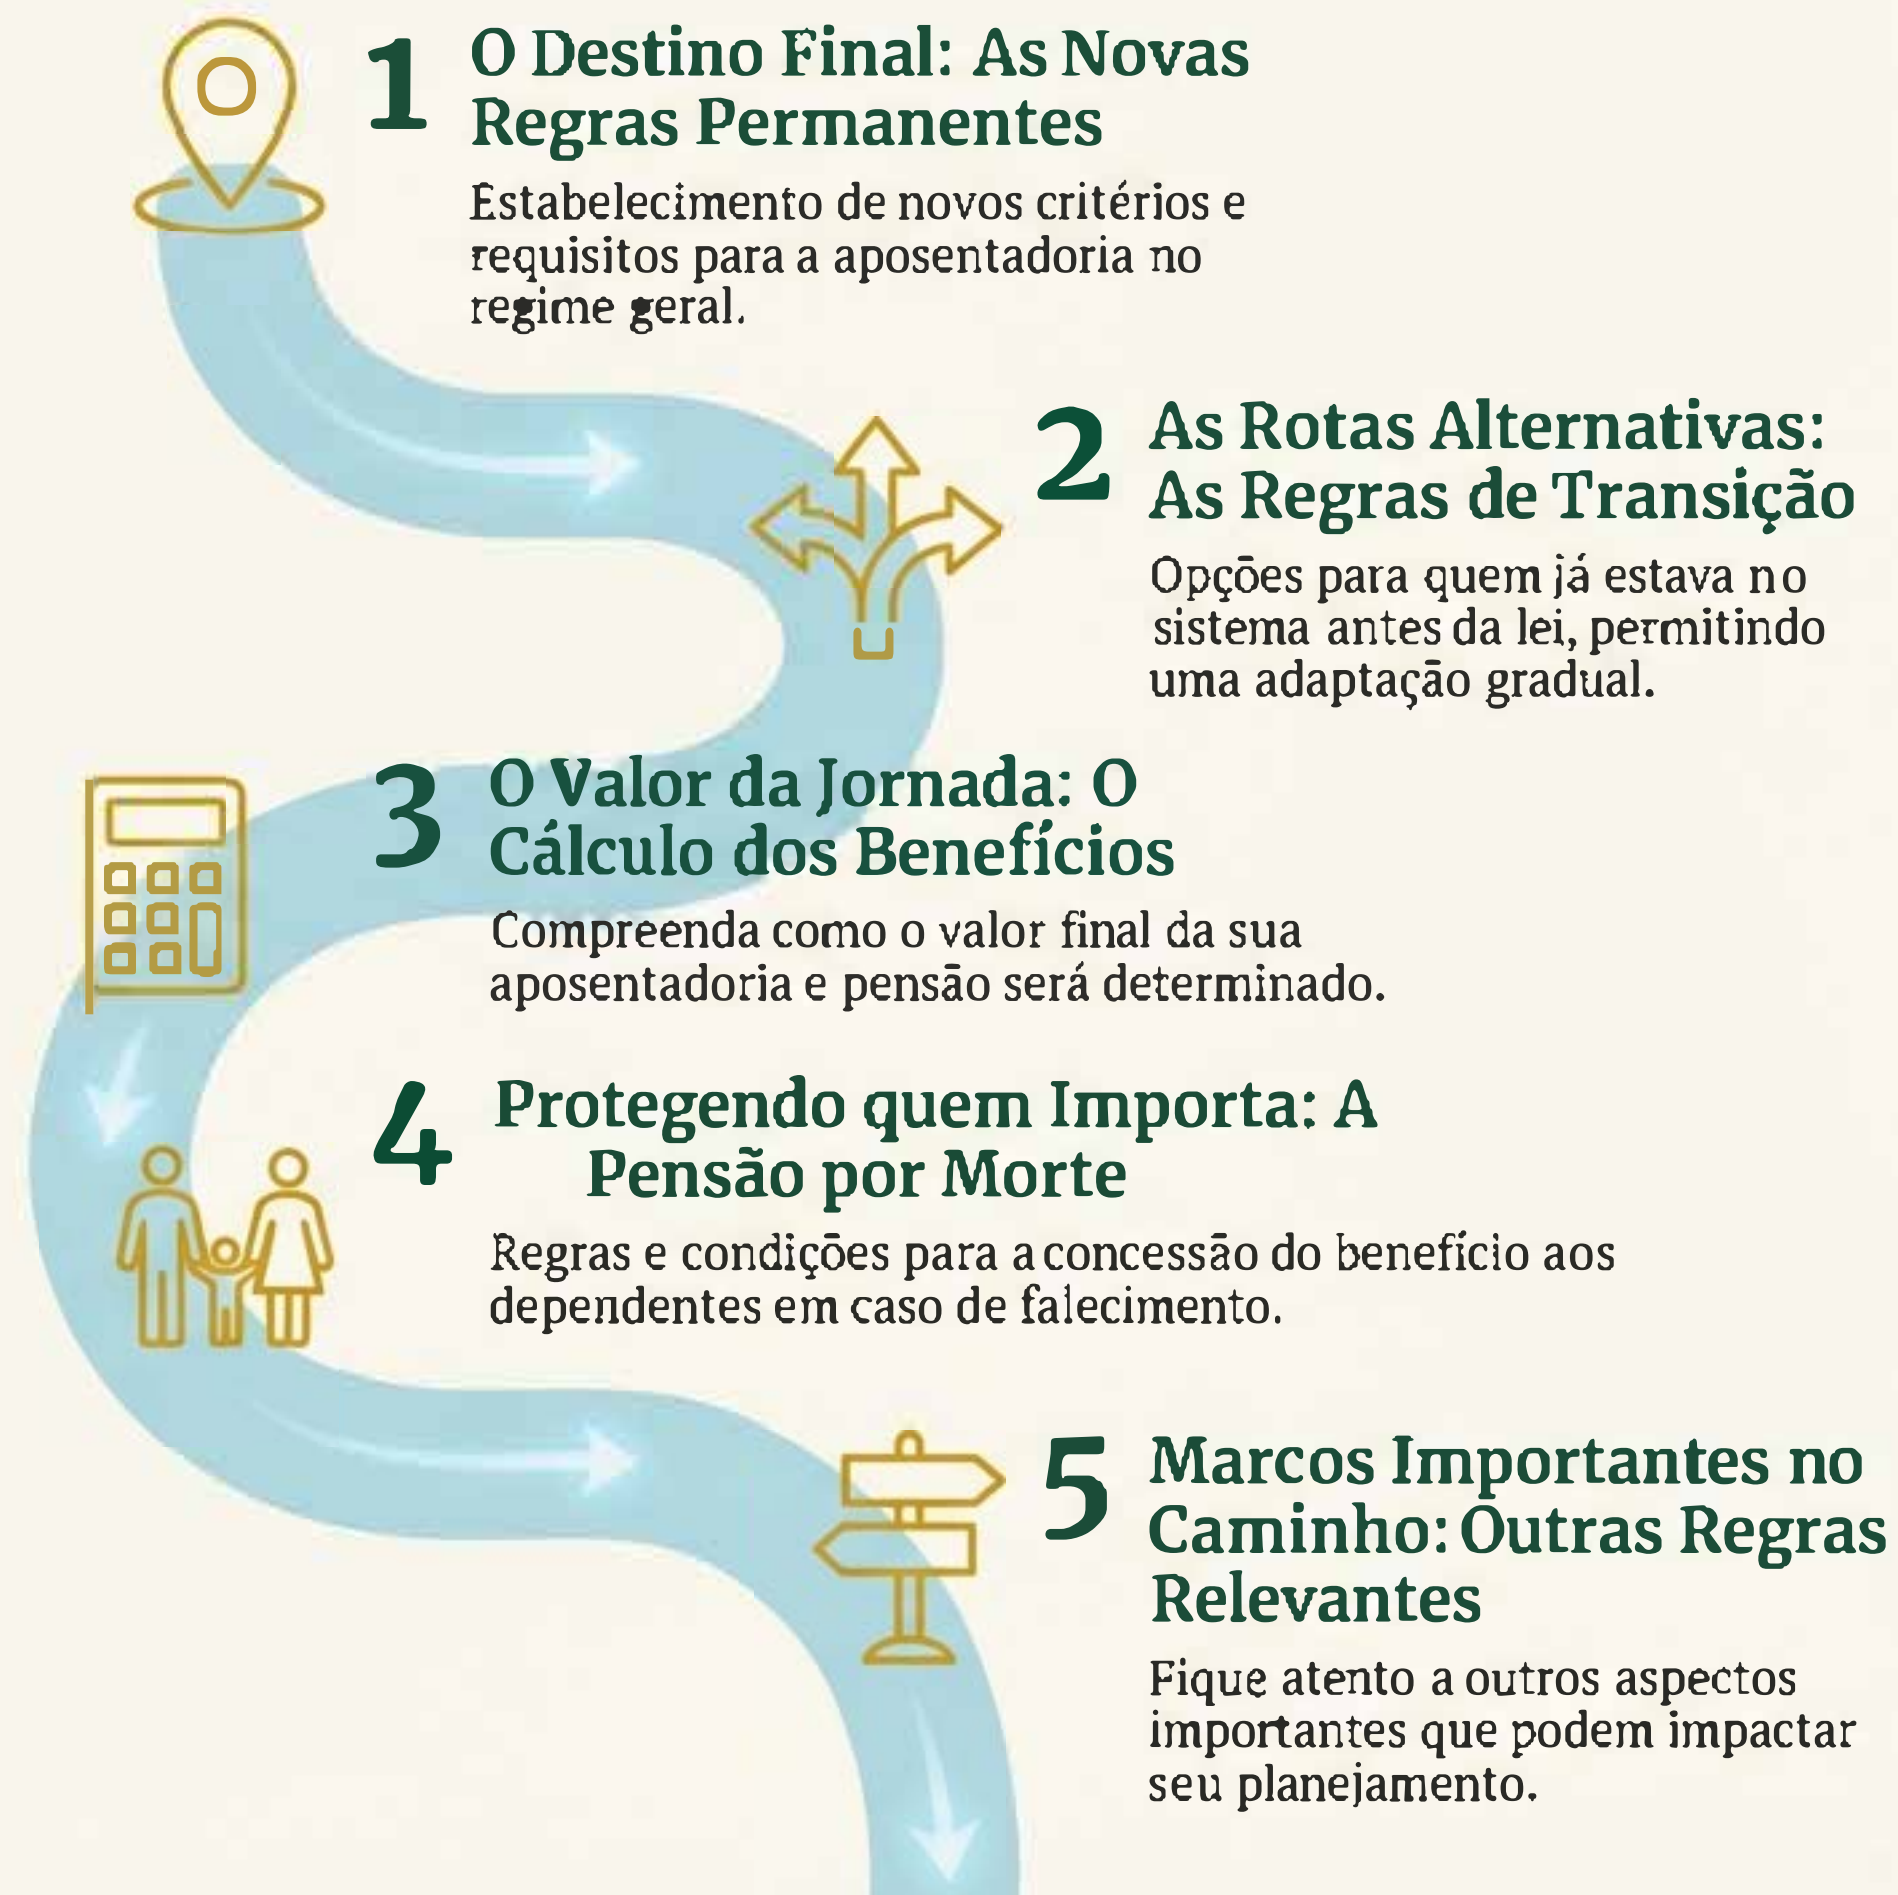 1
O Destino Final: As Novas
Regras Permanentes
Estabelecimento de novos critérios e
requisitos para a aposentadoria no
regime geral.
2
As Rotas Alternativas:
As Regras de Transição
Opções para quem já estava no
sistema antes da lei, permitindo
uma adaptação gradual.
3
O Valor da Jornada: O
Cálculo dos Benefícios
Compreenda como o valor final da sua
aposentadoria e pensão será determinado.
4
Protegendo quem Importa: A
Pensão por Morte
Regras e condições para a concessão do benefício aos
dependentes em caso de falecimento.
5
Marcos Importantes no
Caminho: Outras Regras
Relevantes
Fique atento a outros aspectos
importantes que podem impactar
seu planejamento.